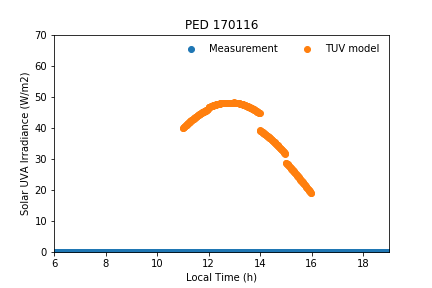 PED 170116
Measurement
TUV model
70
60
50
40
30
20
10
0
Solar UVA Irradiance (W/m2)
6 8 10 12 14 16 18
Local Time (h)